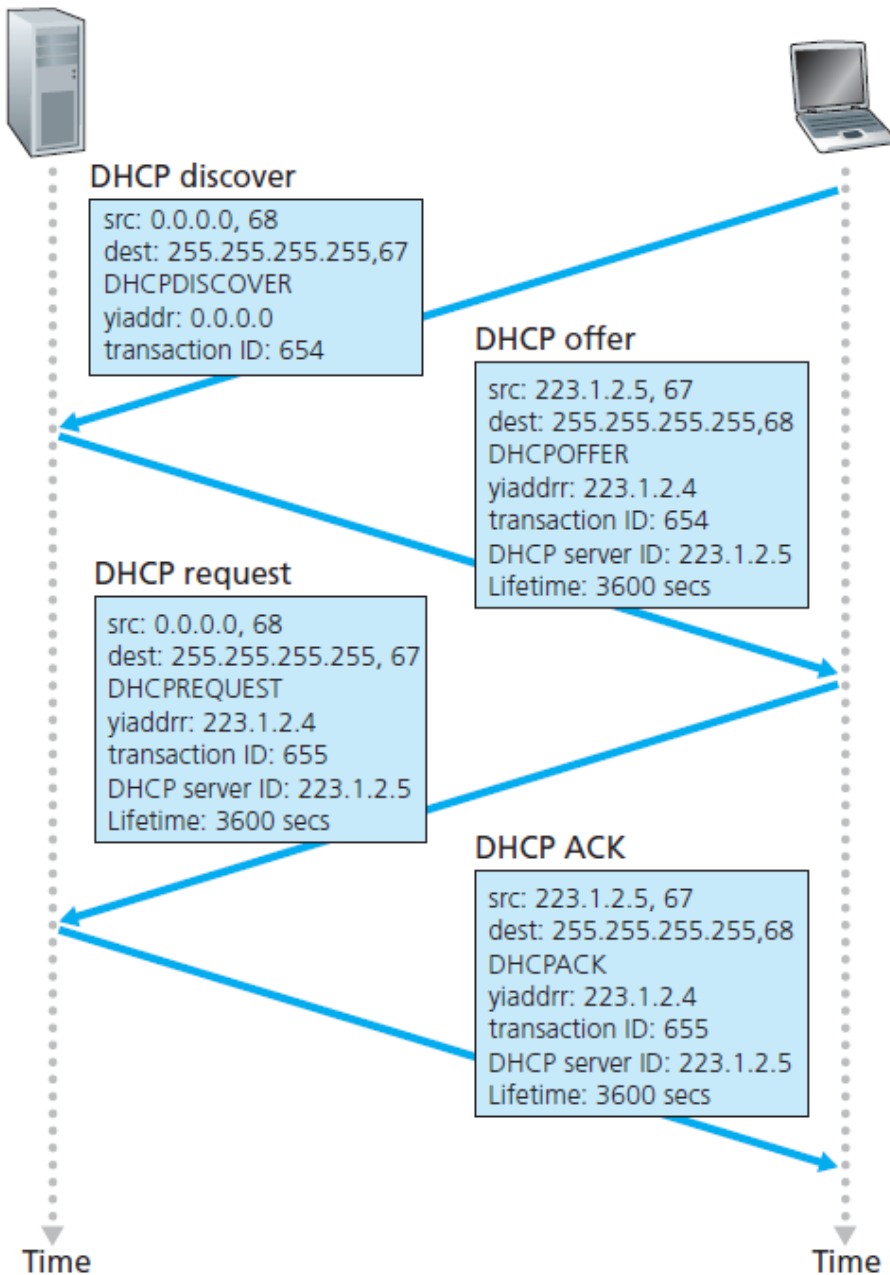 DHCP discover
src: 0.0.0.0, 68
dest: 255.255.255.255,67
DHCPDISCOVER
yiaddr: 0.0.0.0
transaction ID: 654
DHCP offer
src: 223.1.2.5, 67
dest: 255.255.255.255,68
DHCPOFFER
yiaddrr: 223.1.2.4
transaction ID: 654
DHCP server ID: 223.1.2.5
Lifetime: 3600 secs
DHCP request
src: 0.0.0.0, 68
dest: 255.255.255.255, 67
DHCPREQUEST
yiaddrr: 223.1.2.4
transaction ID: 655
DHCP server ID: 223.1.2.5
Lifetime: 3600 secs
DHCP ACK
src: 223.1.2.5, 67
dest: 255.255.255.255,68
DHCPACK
yiaddrr: 223.1.2.4
transaction ID: 655
DHCP server ID: 223.1.2.5
Lifetime: 3600 secs
Time
Time